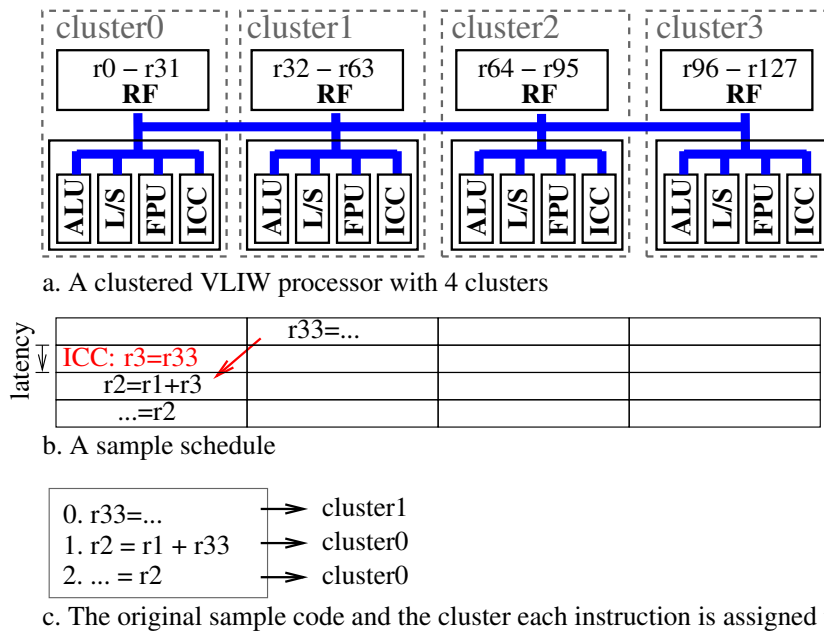 cluster0 cluster1 cluster2 cluster3
r0 – r31 r32 – r63 r64 – r95 r96 – r127
RF RF RF RF
ALU L/S FPU ICC ALU L/S FPU ICC ALU L/S FPU ICC ALU L/S FPU ICC
a. A clustered VLIW processor with 4 clusters
latency
r33=...
ICC: r3=r33
r2=r1+r3
...=r2
b. A sample schedule
0. r33=... cluster1
1. r2 = r1 + r33 cluster0
2. ... = r2 cluster0
c. The original sample code and the cluster each instruction is assigned